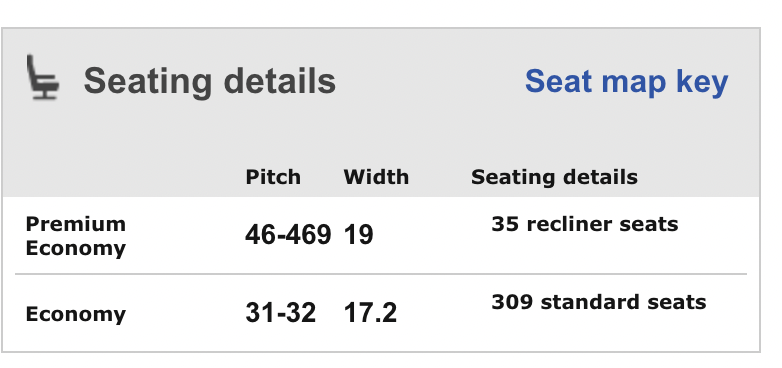 Seating details Seat map key
Pitch Width Seating details
Premium
Economy 46-469 19 35 recliner seats
Economy 31-32 17.2 309 standard seats